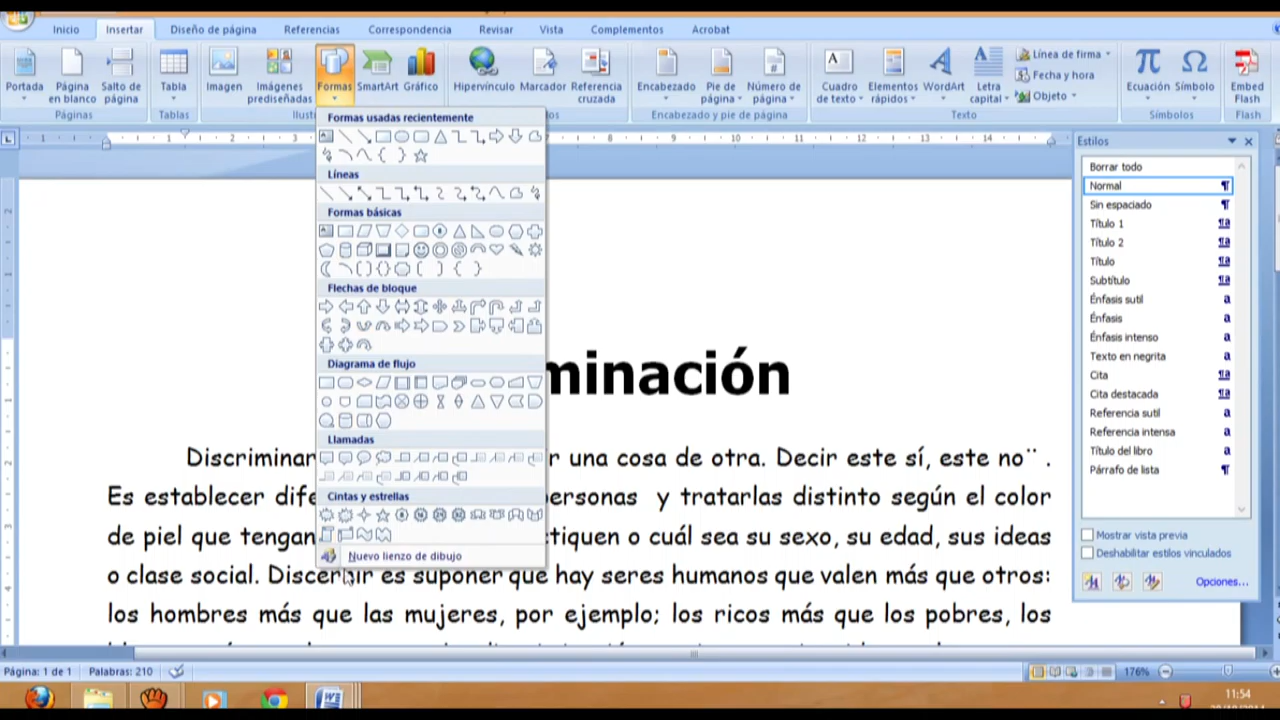 Inicio Insertar Diseño de página Referencias Correspondencia Revisar Vista Complementos Acrobat
Portada Página en blanco Salto de página Tabla Imagen Imágenes prediseñadas Formas SmartArt Gráfico Hipervínculo Marcador Referencia cruzada Encabezado Pie de página Número de página Cuadro de texto Elementos rápidos WordArt Letra capital Línea de firma Fecha y hora Objeto Ecuación Símbolo Embed Flash
Páginas Tablas Encabezado y pie de página Texto Símbolos Flash
Formas usadas recientemente
Líneas
Formas básicas
Flechas de bloque
Diagrama de flujo
Llamadas
Cintas y estrellas
Nuevo lienzo de dibujo
minación
Discriminar r una cosa de otra. Decir este sí, este no¨ .
Es establecer dife ersonas y tratarlas distinto según el color
de piel que tengan tiquen o cuál sea su sexo, su edad, sus ideas
o clase social. Discernir es suponer que hay seres humanos que valen más que otros:
los hombres más que las mujeres, por ejemplo; los ricos más que los pobres, los
Estilos
Borrar todo
Normal
Sin espaciado
Título 1
Título 2
Título
Subtítulo
Énfasis sutil
Énfasis
Énfasis intenso
Texto en negrita
Cita
Cita destacada
Referencia sutil
Referencia intensa
Título del libro
Párrafo de lista
Mostrar vista previa
Deshabilitar estilos vinculados
Opciones...
Página: 1 de 1 Palabras: 210 176%
11:54